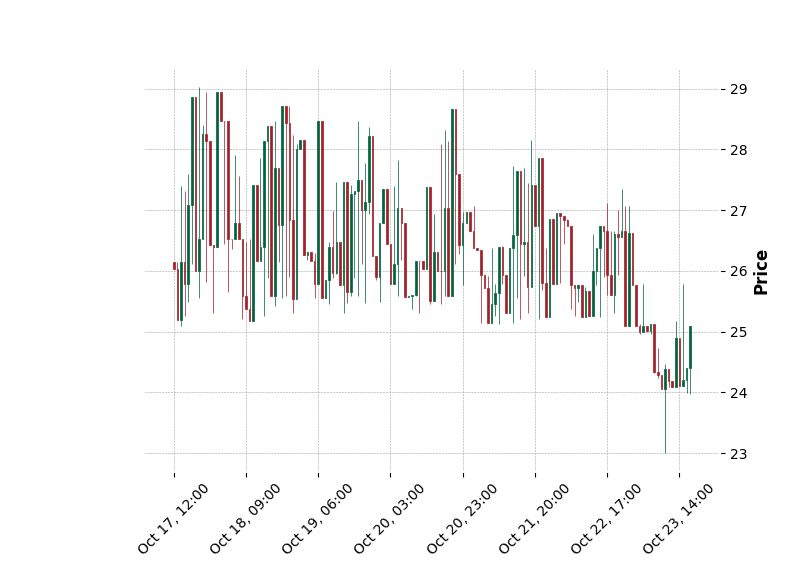 29
28
27
26
25
24
23
Price
Oct 17, 12:00
Oct 18, 09:00
Oct 19, 06:00
Oct 20, 03:00
Oct 20, 23:00
Oct 21, 20:00
Oct 22, 17:00
Oct 23, 14:00